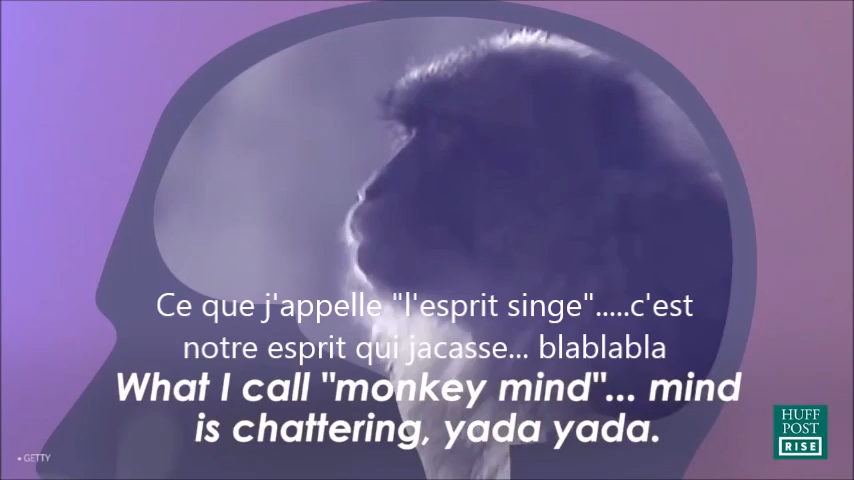 Ce que j'appelle "l'esprit singe".....c'est
notre esprit qui jacasse... blablabla
What I call "monkey mind"... mind
is chattering, yada yada.
HUFF
POST
RISE
• GETTY